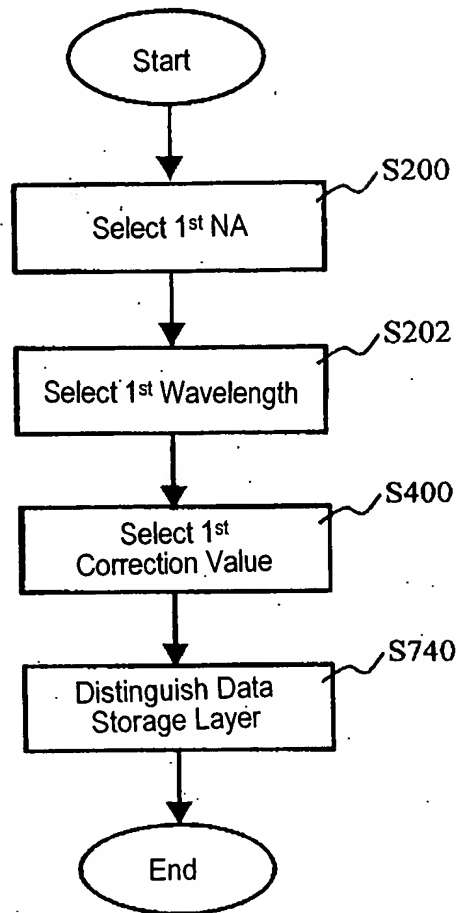 Start
S200
Select 1st NA
S202
Select 1st Wavelength
S400
Select 1st
Correction Value
S740
Distinguish Data
Storage Layer
End